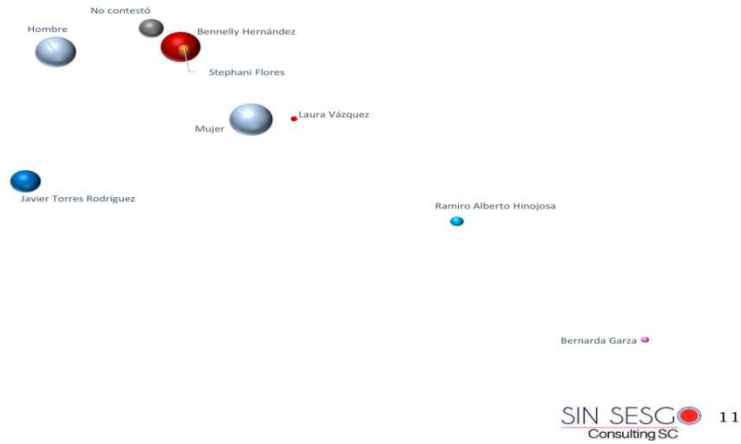 No contestó
Hombre
Bennelly Hernández
Stephani Flores
Laura Vázquez
Mujer
Javier Torres Rodriguez
Ramiro Alberto Hinojosa
Bernarda Garza
SIN SESGO
Consulting SC
11